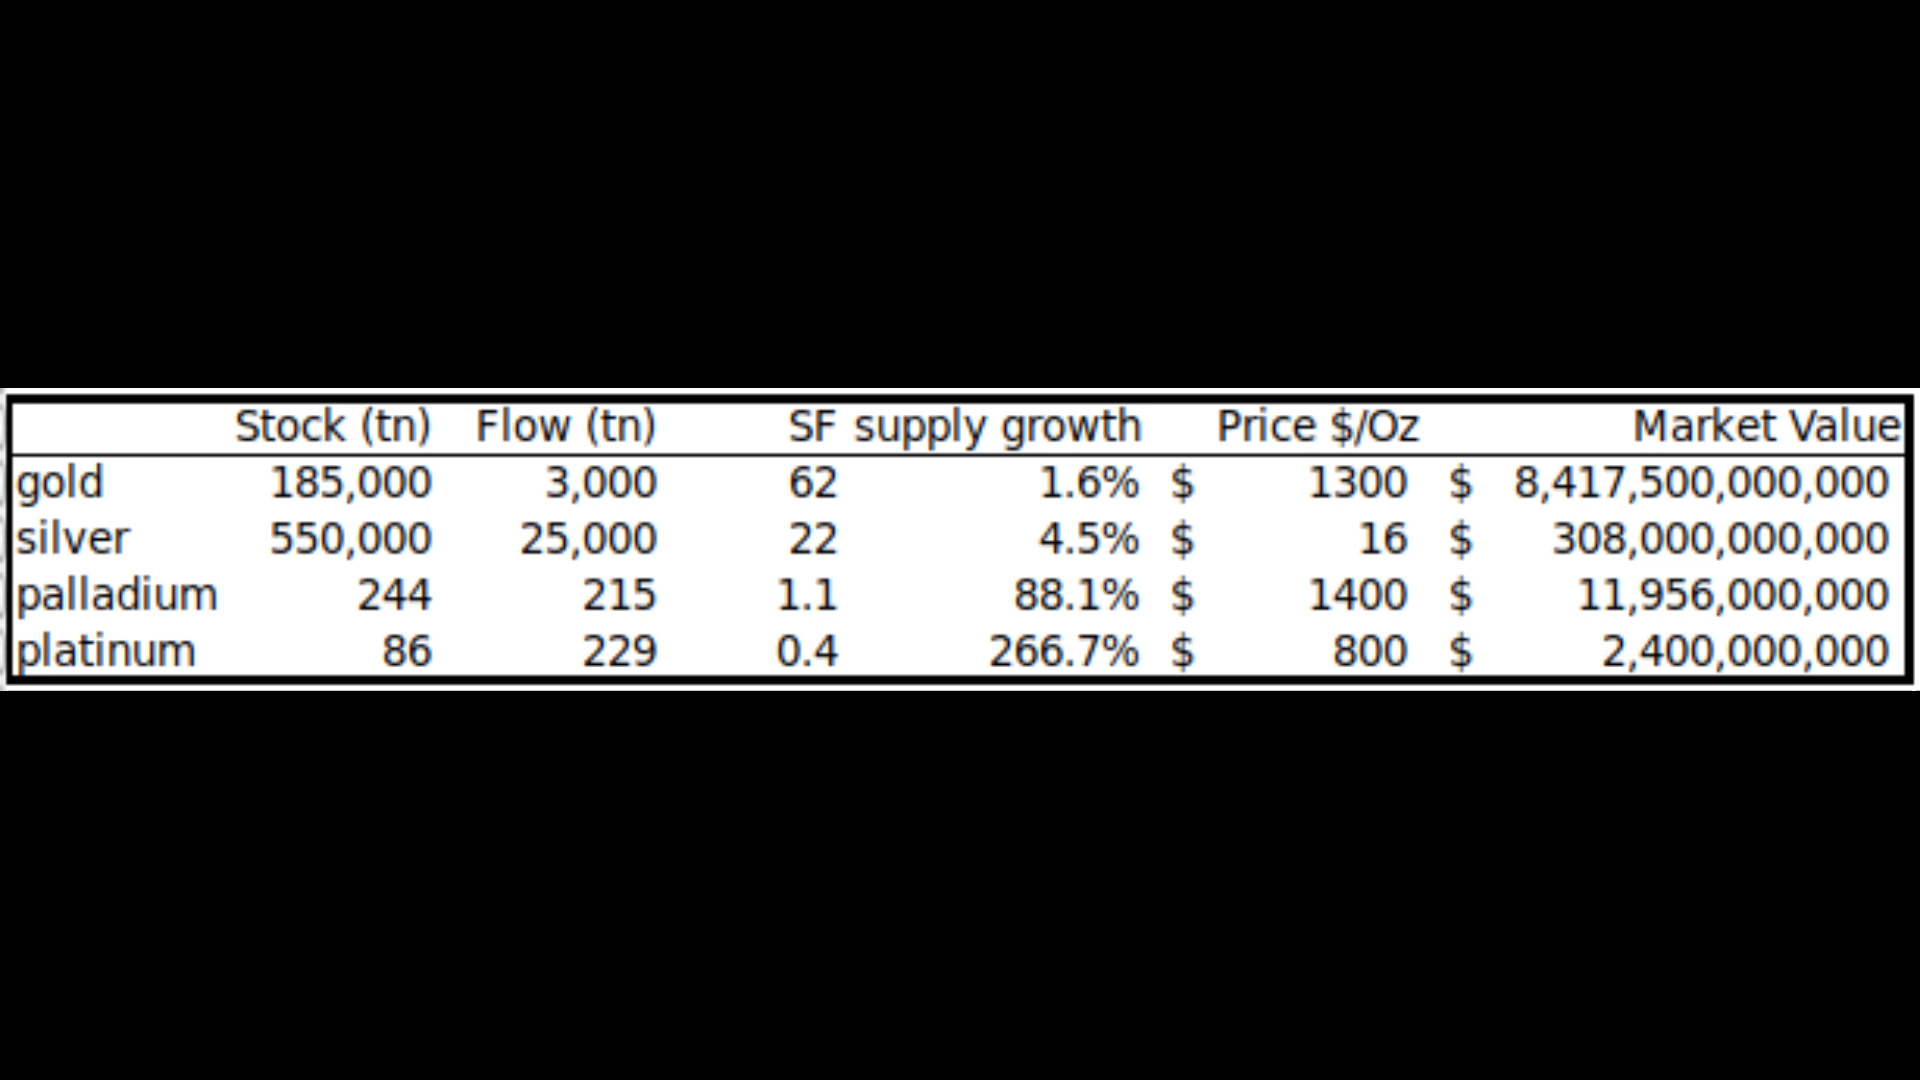 Stock (tn) Flow (tn) SF supply growth Price $/Oz Market Value
gold 185,000 3,000 62 1.6% $ 1300 $ 8,417,500,000,000
silver 550,000 25,000 22 4.5% $ 16 $ 308,000,000,000
palladium 244 215 1.1 88.1% $ 1400 $ 11,956,000,000
platinum 86 229 0.4 266.7% $ 800 $ 2,400,000,000